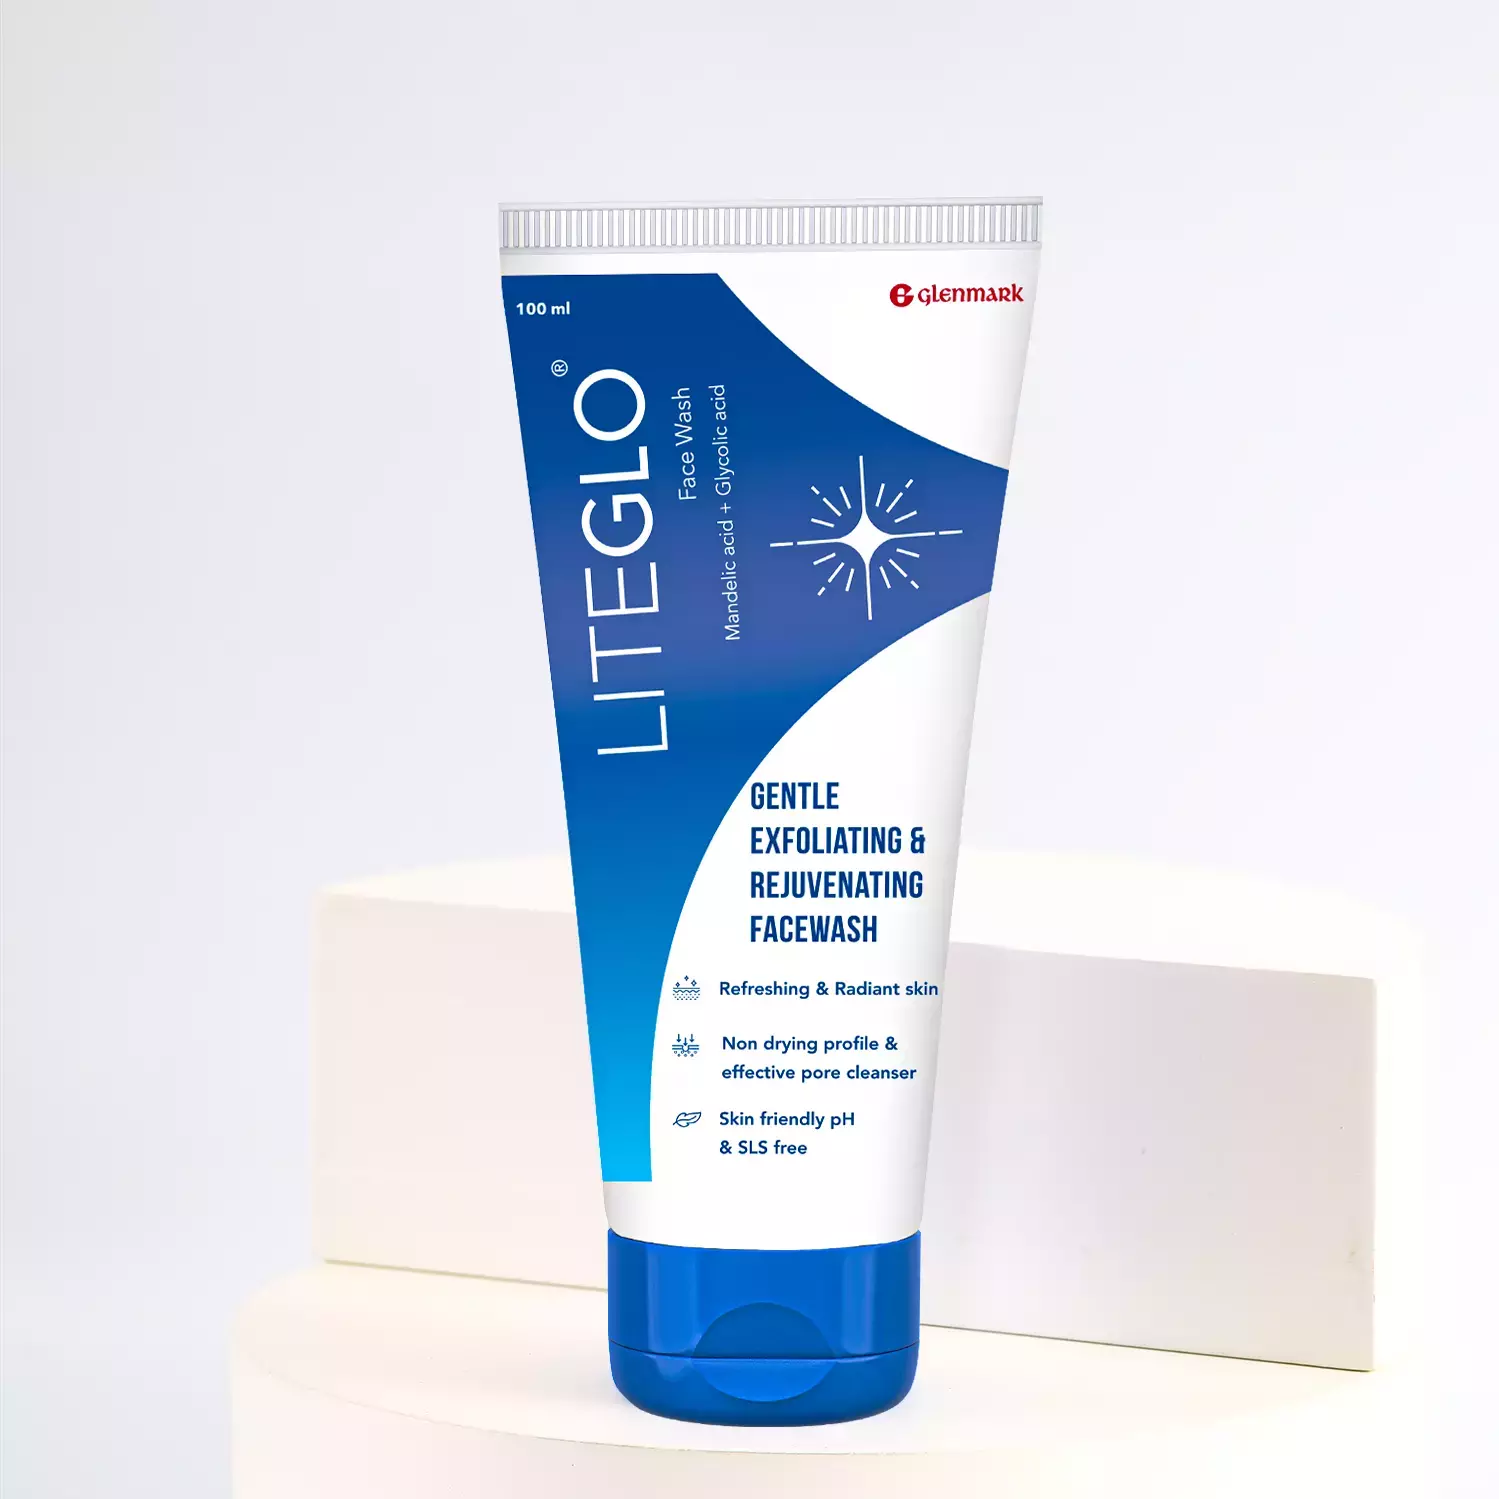 100 ml
glenmark
LITEGLO®
Face Wash
Mandelic acid + Glycolic acid
GENTLE
EXFOLIATING &
REJUVENATING
FACEWASH
Refreshing & Radiant skin
Non drying profile &
effective pore cleanser
Skin friendly pH
& SLS free